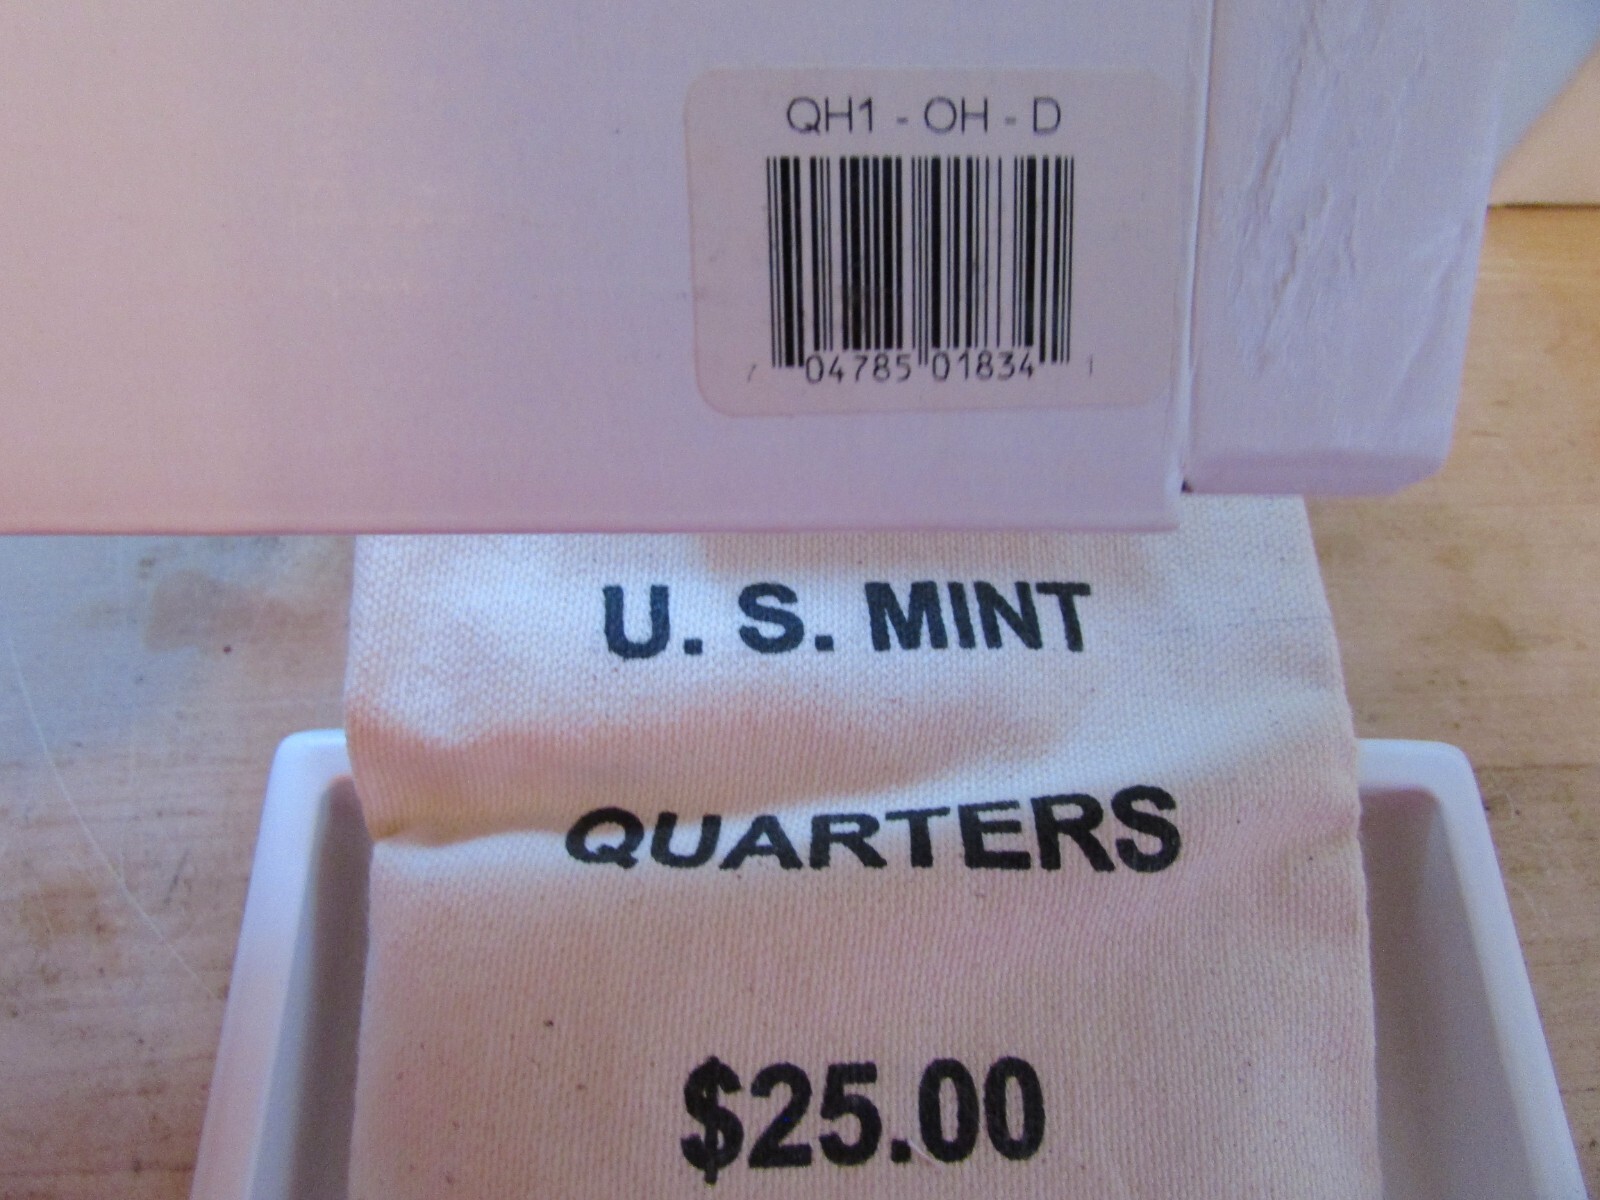 QH1 - OH - D
7 04785 01834 1
U. S. MINT
QUARTERS
$25.00